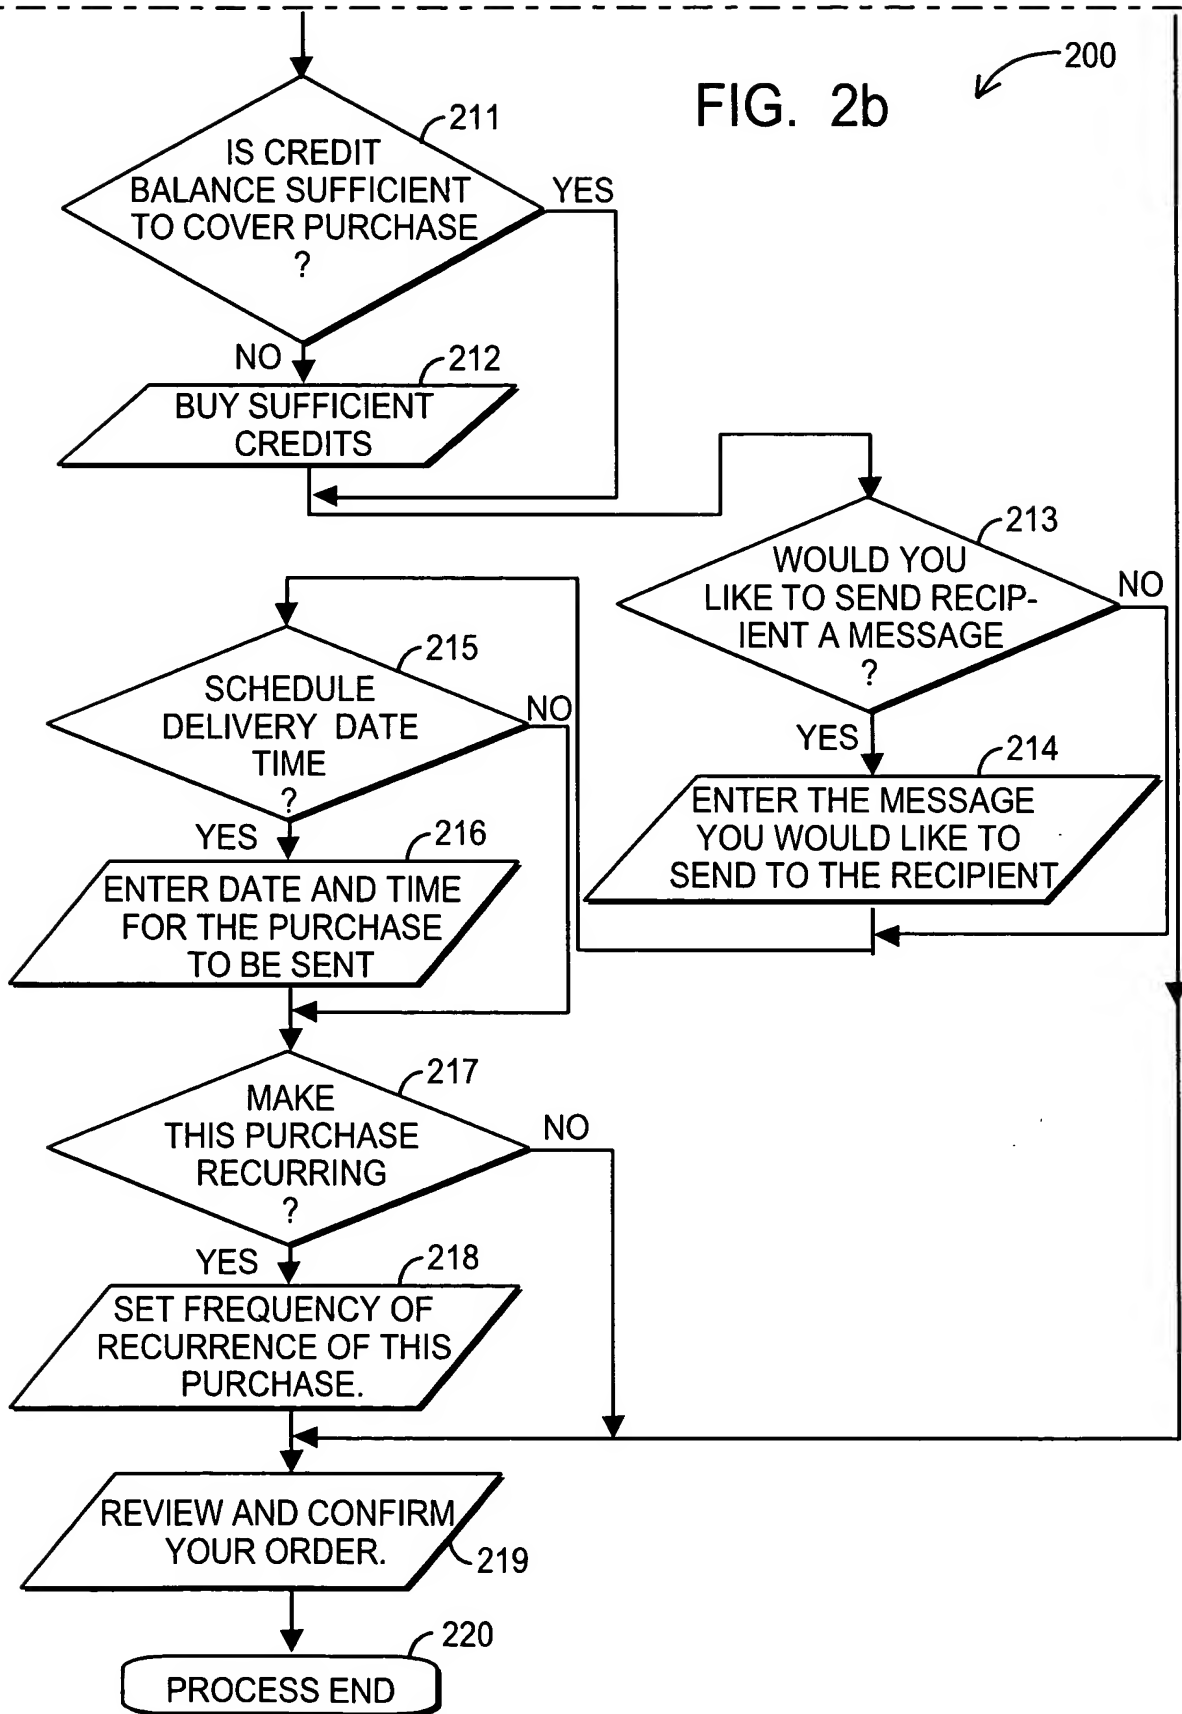 200
FIG. 2b
211
IS CREDIT
BALANCE SUFFICIENT
TO COVER PURCHASE
?
YES
NO
212
BUY SUFFICIENT
CREDITS
213
WOULD YOU
LIKE TO SEND RECIP-
IENT A MESSAGE
?
NO
YES
214
ENTER THE MESSAGE
YOU WOULD LIKE TO
SEND TO THE RECIPIENT
215
SCHEDULE
DELIVERY DATE
TIME
?
NO
YES
216
ENTER DATE AND TIME
FOR THE PURCHASE
TO BE SENT
217
MAKE
THIS PURCHASE
RECURRING
?
NO
YES
218
SET FREQUENCY OF
RECURRENCE OF THIS
PURCHASE.
REVIEW AND CONFIRM
YOUR ORDER.
219
220
PROCESS END